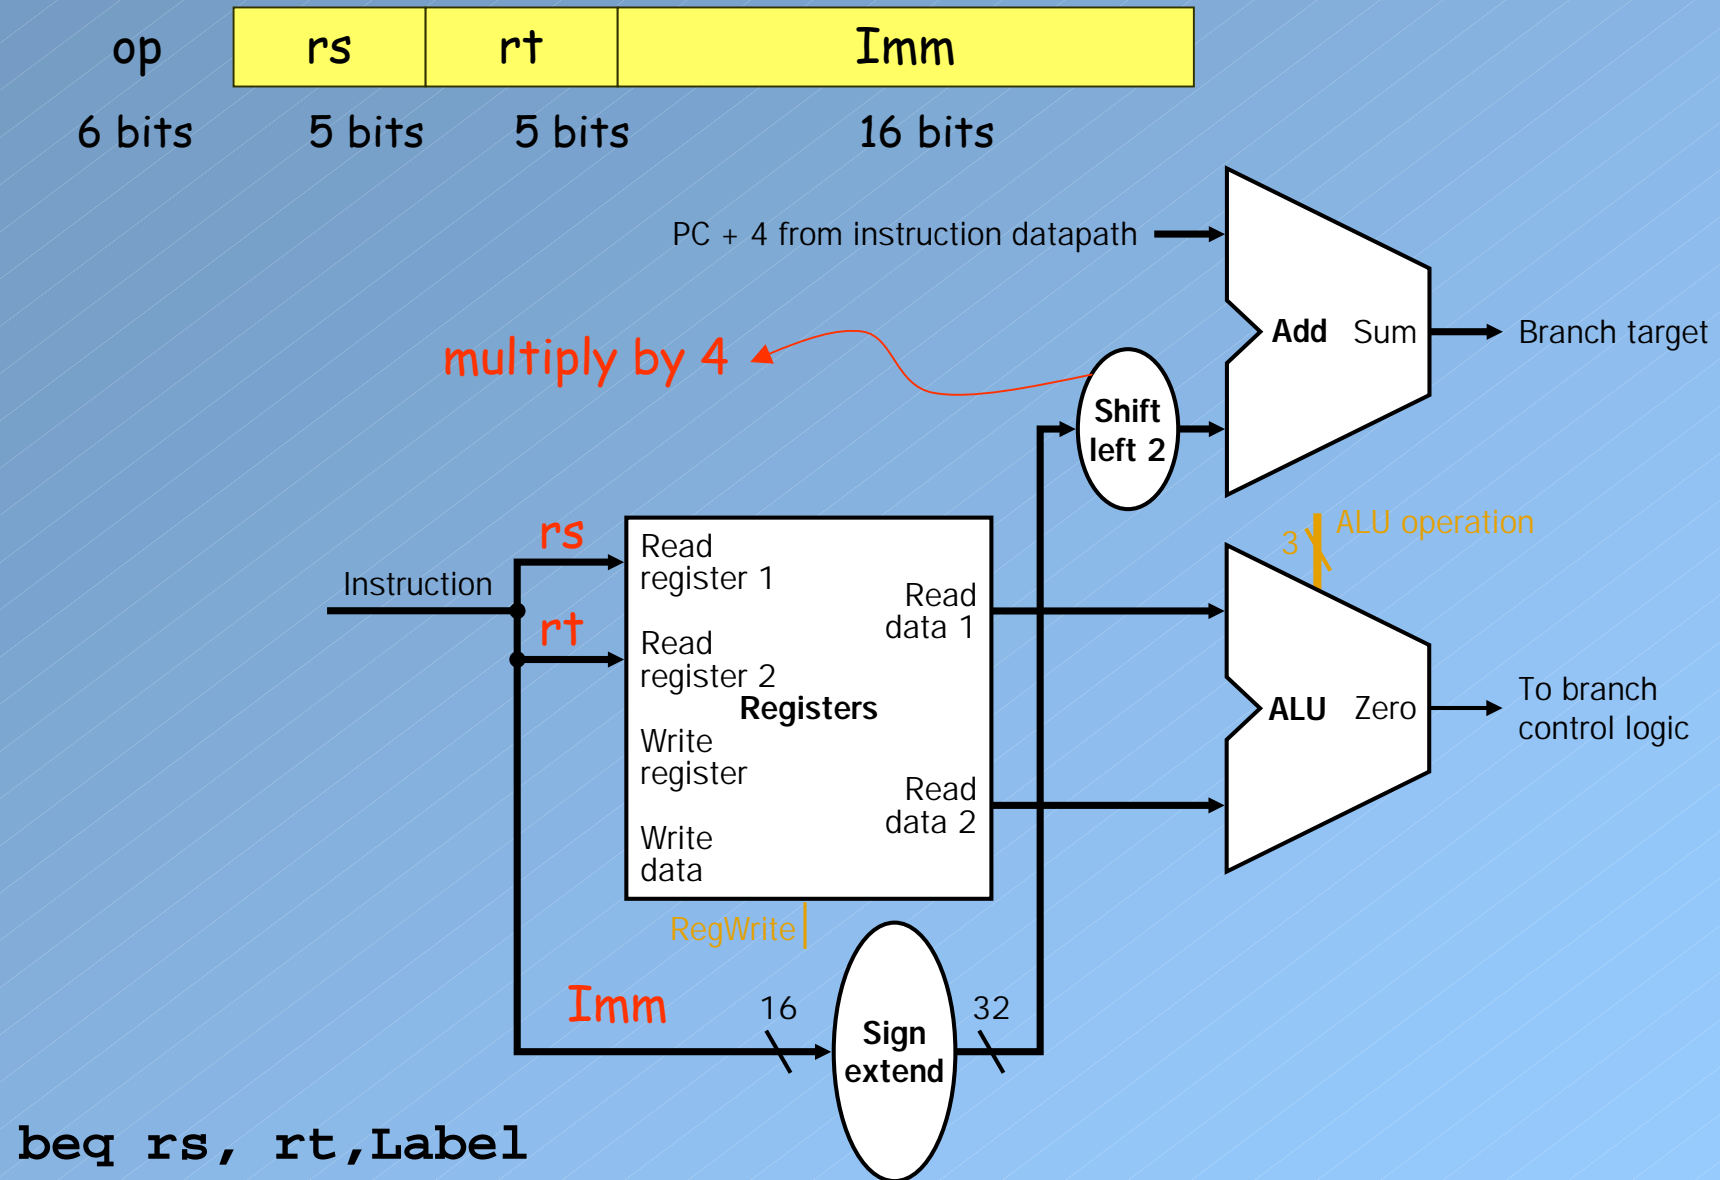 op rs rt Imm
6 bits 5 bits 5 bits 16 bits
PC + 4 from instruction datapath
Add Sum
Branch target
multiply by 4
Shift
left 2
ALU operation
3
rs
Instruction
rt
Read
register 1
Read
register 2
Registers
Write
register
Write
data
Read
data 1
Read
data 2
ALU Zero
To branch
control logic
RegWrite
Imm
16
Sign
extend
32
beq rs, rt,Label